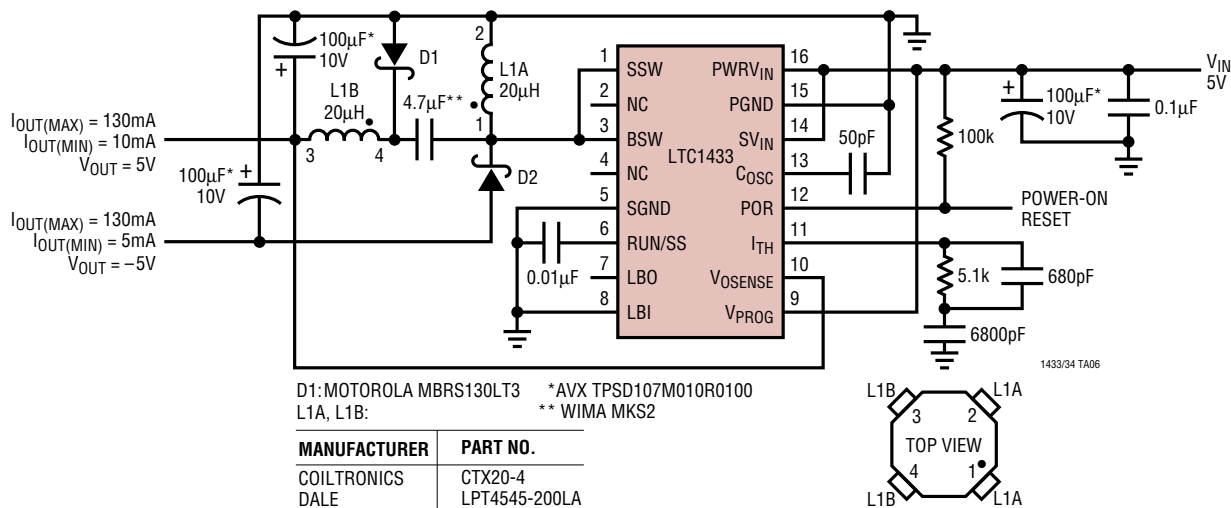 100µF*
10V
+
D1
L1B
20µH
3
4
4.7µF**
2
L1A
20µH
1
D2
I_OUT(MAX) = 130mA
I_OUT(MIN) = 10mA
V_OUT = 5V
100µF*
10V
+
I_OUT(MAX) = 130mA
I_OUT(MIN) = 5mA
V_OUT = –5V
0.01µF
LTC1433
1 SSW
2 NC
3 BSW
4 NC
5 SGND
6 RUN/SS
7 LBO
8 LBI
PWRV_IN 16
PGND 15
SV_IN 14
C_OSC 13
POR 12
I_TH 11
V_OSENSE 10
V_PROG 9
50pF
100k
+
100µF*
10V
0.1µF
V_IN
5V
POWER-ON
RESET
5.1k
680pF
6800pF
1433/34 TA06
D1: MOTOROLA MBRS130LT3 *AVX TPSD107M010R0100
L1A, L1B: ** WIMA MKS2
MANUFACTURER PART NO.
COILTRONICS CTX20-4
DALE LPT4545-200LA
L1B L1A
3 2
TOP VIEW
4 1
L1B L1A